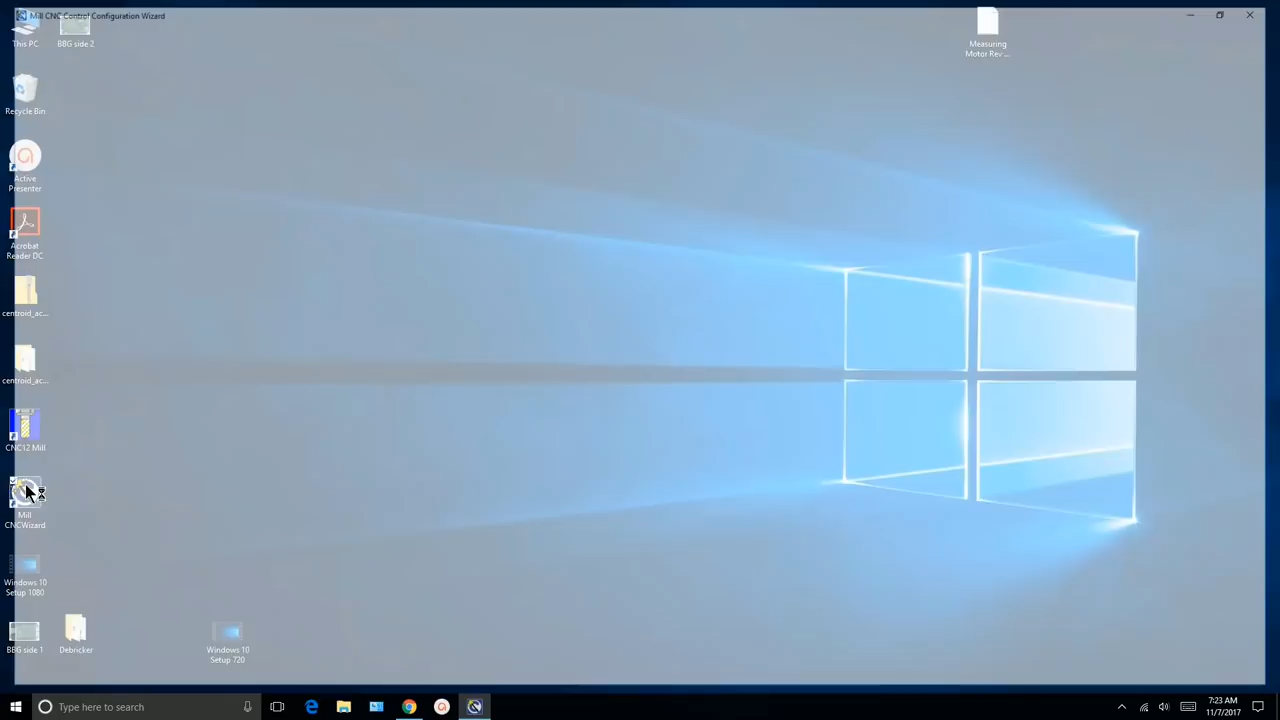 Mill CNC Control Configuration Wizard
This PC
BBG side 2
Measuring
Motor Rev ...
Recycle Bin
Active
Presenter
Acrobat
Reader DC
centroid_ac...
centroid_ac...
CNC12 Mill
Mill
CNCWizard
Windows 10
Setup 1080
BBG side 1
Debricker
Windows 10
Setup 720
Type here to search
7:23 AM
11/7/2017